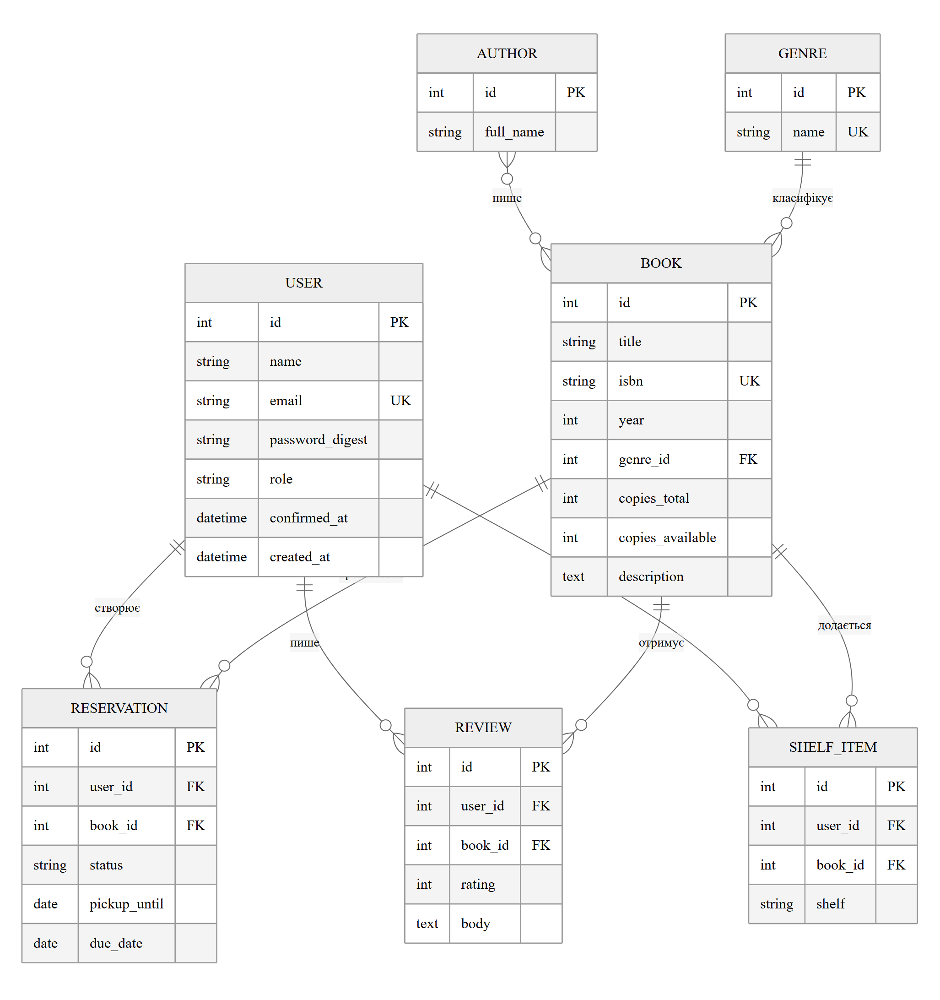 AUTHOR
int id PK
string full_name
GENRE
int id PK
string name UK
пише
класифікує
USER
int id PK
string name
string email UK
string password_digest
string role
datetime confirmed_at
datetime created_at
BOOK
int id PK
string title
string isbn UK
int year
int genre_id FK
int copies_total
int copies_available
text description
створює
пише
отримує
додається
RESERVATION
int id PK
int user_id FK
int book_id FK
string status
date pickup_until
date due_date
REVIEW
int id PK
int user_id FK
int book_id FK
int rating
text body
SHELF_ITEM
int id PK
int user_id FK
int book_id FK
string shelf